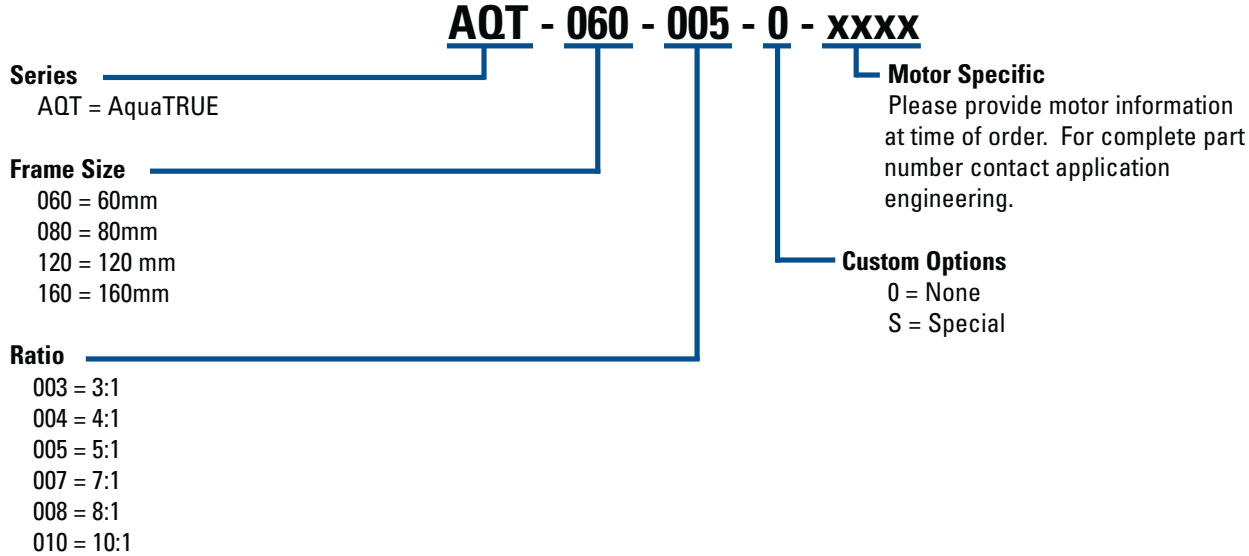 AQT - 060 - 005 - 0 - xxxx
Series
AQT = AquaTRUE
Frame Size
060 = 60mm
080 = 80mm
120 = 120 mm
160 = 160mm
Ratio
003 = 3:1
004 = 4:1
005 = 5:1
007 = 7:1
008 = 8:1
010 = 10:1
Motor Specific
Please provide motor information
at time of order. For complete part
number contact application
engineering.
Custom Options
0 = None
S = Special